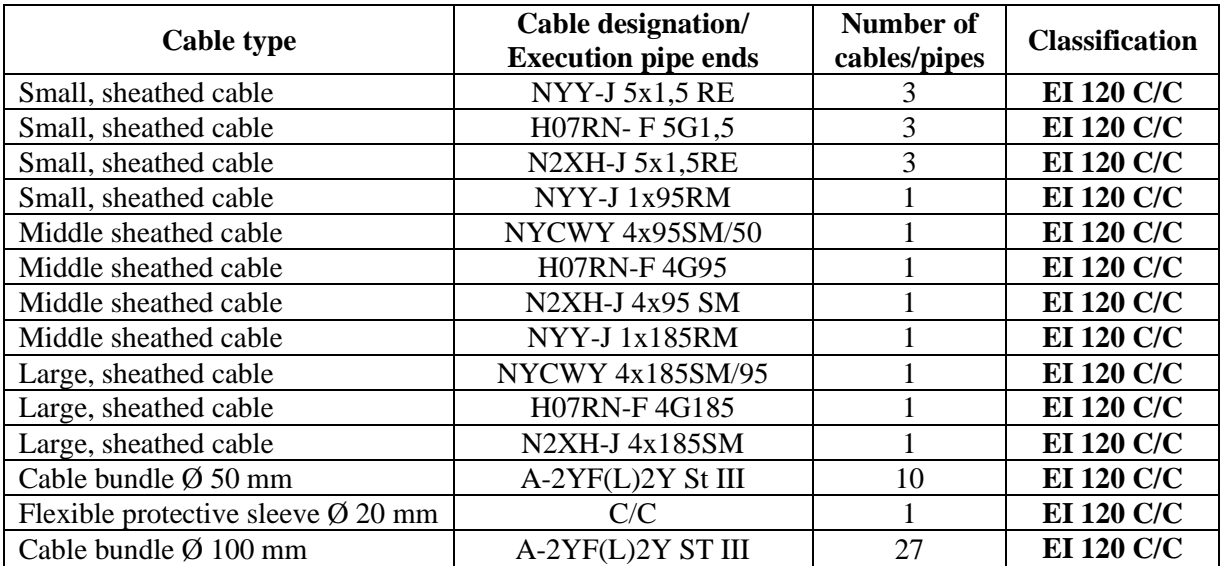 Cable type | Cable designation/ Execution pipe ends | Number of cables/pipes | Classification
Small, sheathed cable | NYY-J 5x1,5 RE | 3 | EI 120 C/C
Small, sheathed cable | H07RN- F 5G1,5 | 3 | EI 120 C/C
Small, sheathed cable | N2XH-J 5x1,5RE | 3 | EI 120 C/C
Small, sheathed cable | NYY-J 1x95RM | 1 | EI 120 C/C
Middle sheathed cable | NYCWY 4x95SM/50 | 1 | EI 120 C/C
Middle sheathed cable | H07RN-F 4G95 | 1 | EI 120 C/C
Middle sheathed cable | N2XH-J 4x95 SM | 1 | EI 120 C/C
Middle sheathed cable | NYY-J 1x185RM | 1 | EI 120 C/C
Large, sheathed cable | NYCWY 4x185SM/95 | 1 | EI 120 C/C
Large, sheathed cable | H07RN-F 4G185 | 1 | EI 120 C/C
Large, sheathed cable | N2XH-J 4x185SM | 1 | EI 120 C/C
Cable bundle Ø 50 mm | A-2YF(L)2Y St III | 10 | EI 120 C/C
Flexible protective sleeve Ø 20 mm | C/C | 1 | EI 120 C/C
Cable bundle Ø 100 mm | A-2YF(L)2Y ST III | 27 | EI 120 C/C